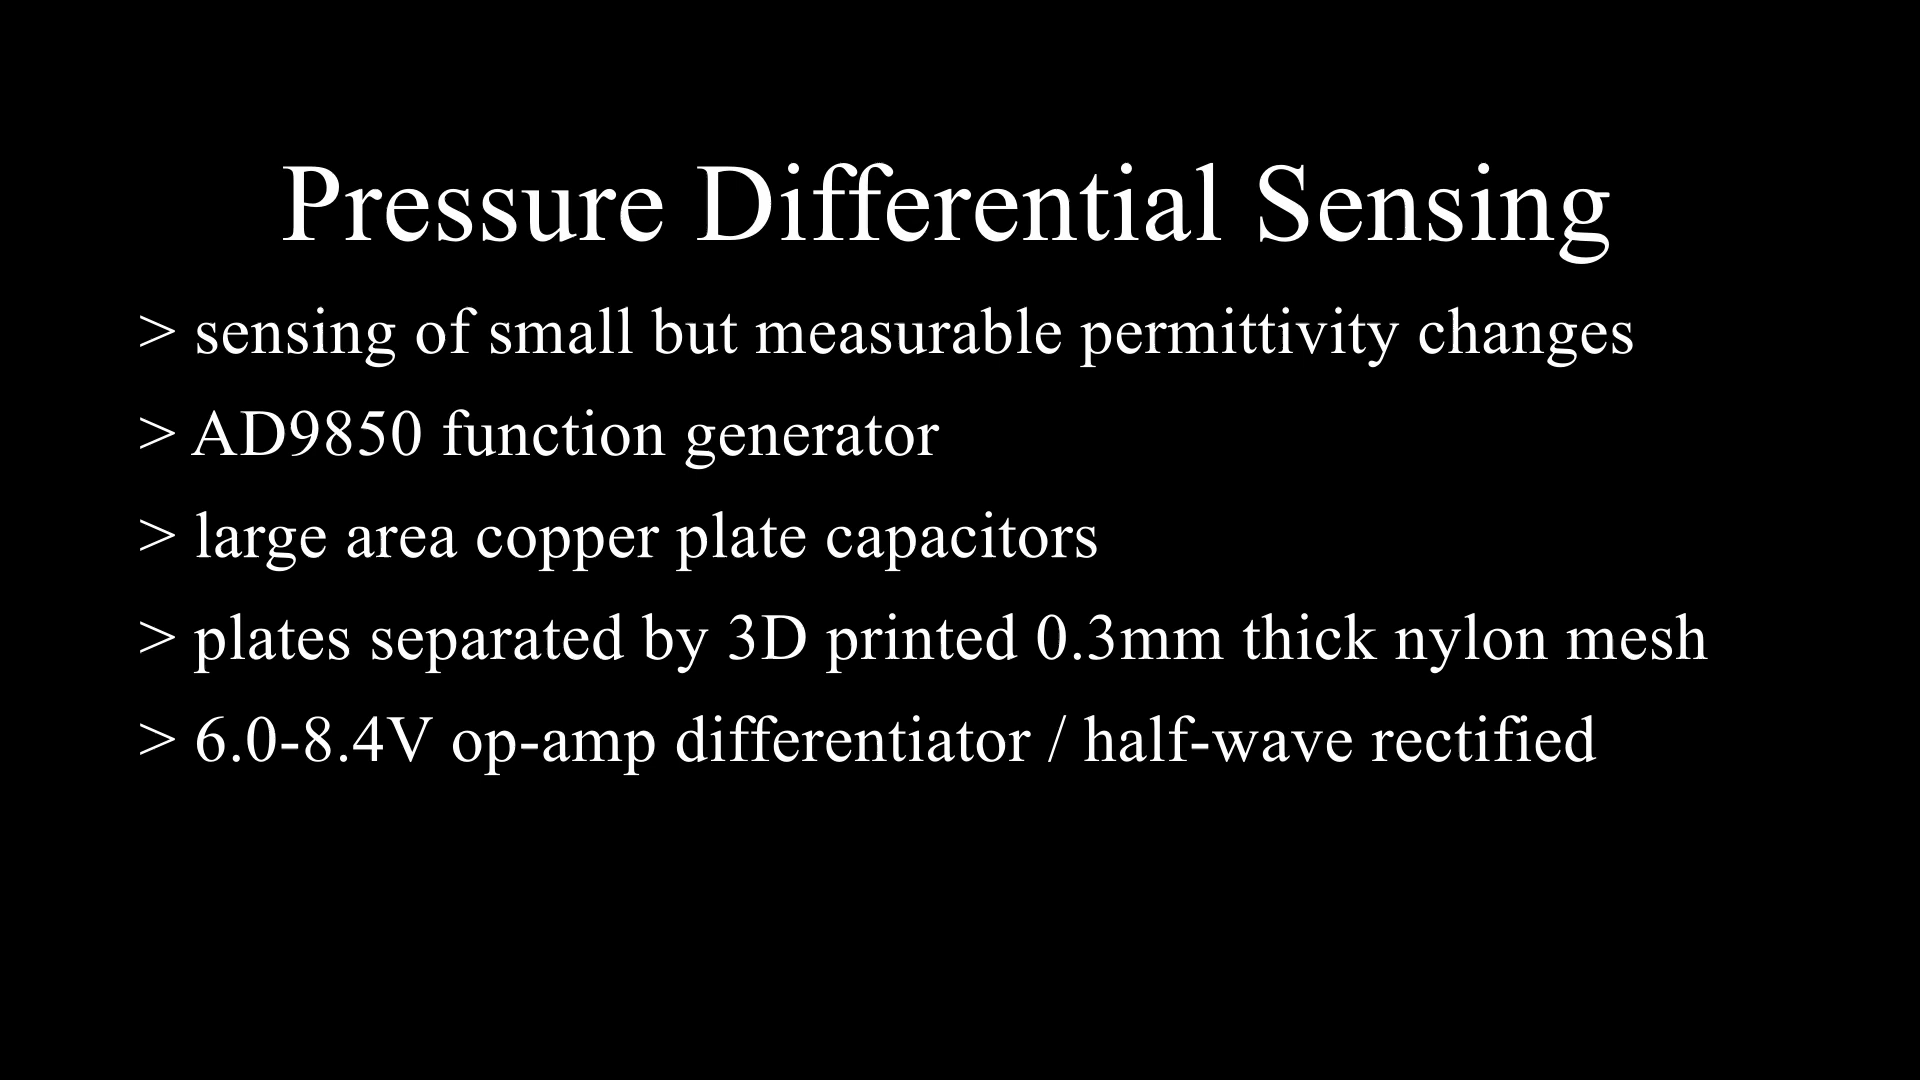 Pressure Differential Sensing
> sensing of small but measurable permittivity changes
> AD9850 function generator
> large area copper plate capacitors
> plates separated by 3D printed 0.3mm thick nylon mesh
> 6.0-8.4V op-amp differentiator / half-wave rectified